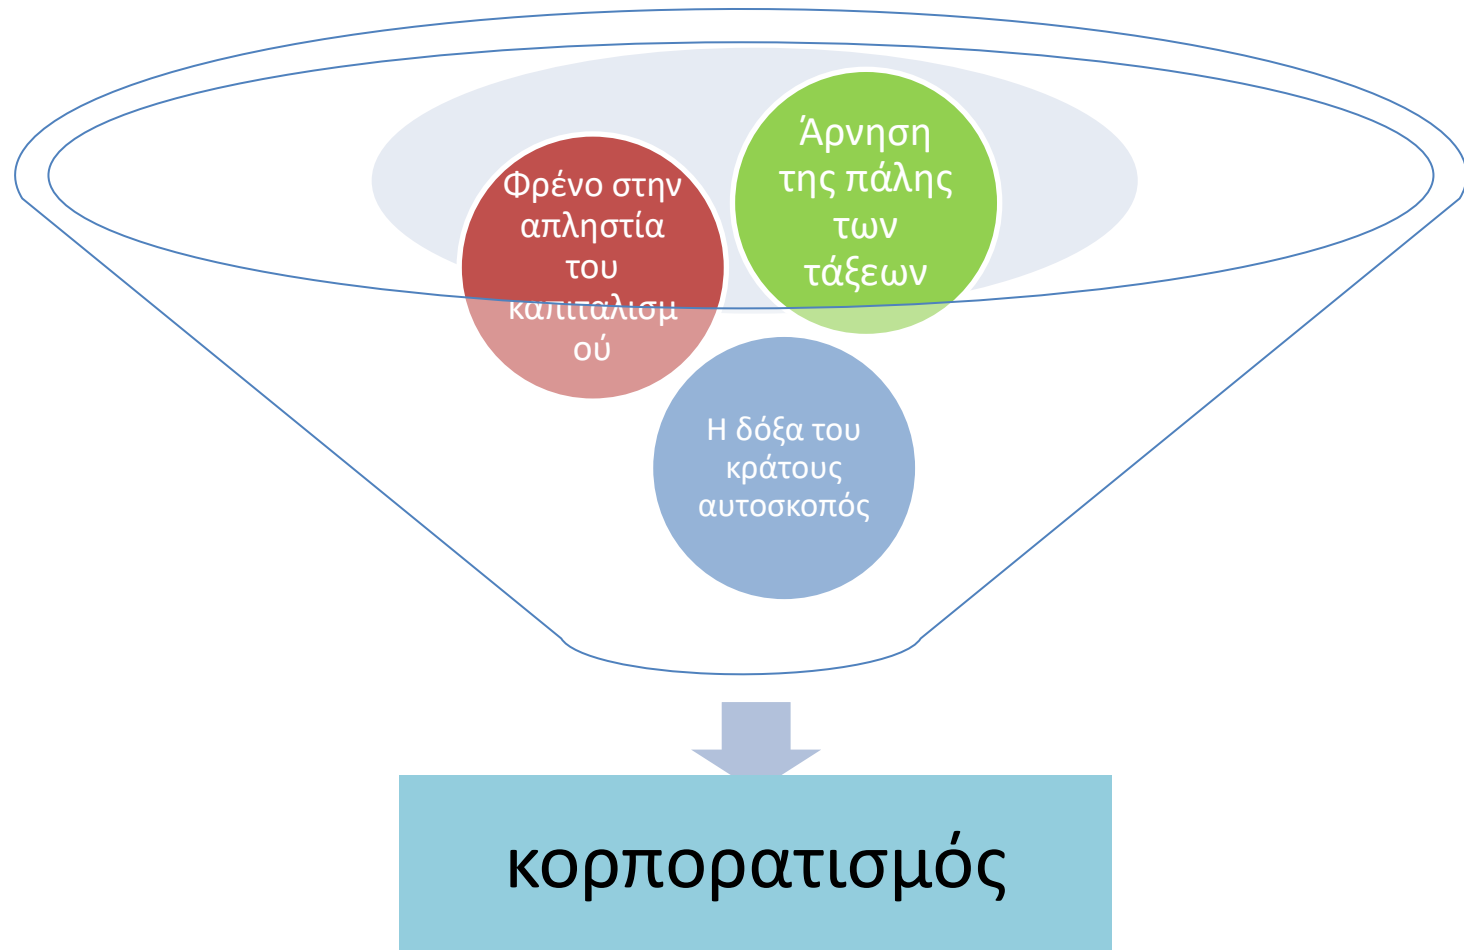 Φρένο στην
απληστία
του
καπιταλισμ
ού
Άρνηση
της πάλης
των
τάξεων
Η δόξα του
κράτους
αυτοσκοπός
κορπορατισμός